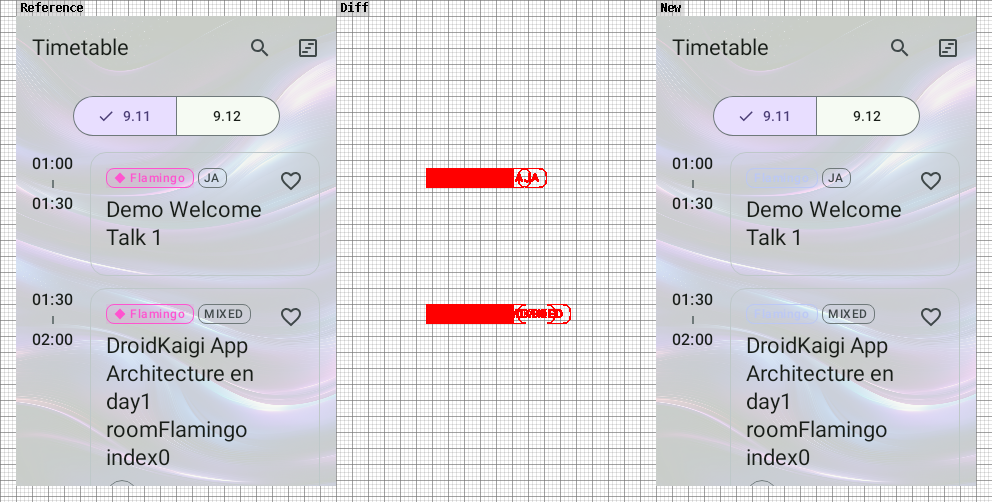 Reference
Diff
New
Timetable
9.11
9.12
01:00
01:30
Flamingo
JA
Demo Welcome
Talk 1
01:30
02:00
Flamingo
MIXED
DroidKaigi App
Architecture en
day1
roomFlamingo
index0
JA
Timetable
9.11
9.12
01:00
01:30
Flamingo
JA
Demo Welcome
Talk 1
01:30
02:00
Flamingo
MIXED
DroidKaigi App
Architecture en
day1
roomFlamingo
index0